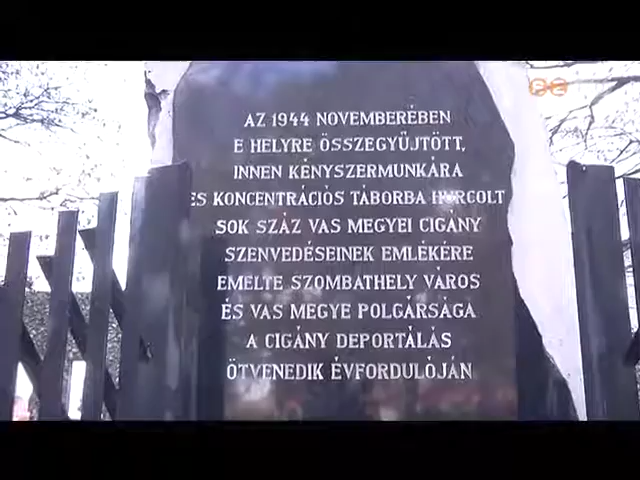 AZ 1944 NOVEMBERÉBEN
E HELYRE ÖSSZEGYŰJTÖTT,
INNEN KÉNYSZERMUNKÁRA
ÉS KONCENTRÁCIÓS TÁBORBA HURCOLT
SOK SZÁZ VAS MEGYEI CIGÁNY
SZENVEDÉSEINEK EMLÉKÉRE
EMELTE SZOMBATHELY VÁROS
ÉS VAS MEGYE POLGÁRSÁGA
A CIGÁNY DEPORTÁLÁS
ÖTVENEDIK ÉVFORDULÓJÁN